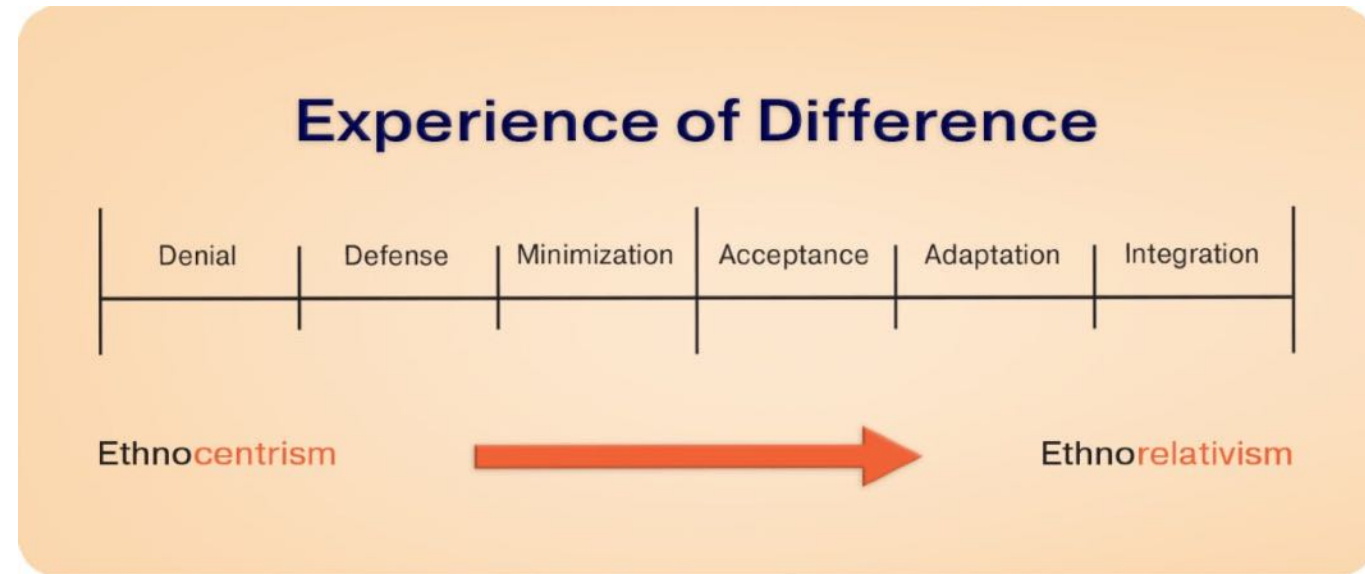 Experience of Difference
Denial Defense Minimization Acceptance Adaptation Integration
Ethnocentrism Ethnorelativism